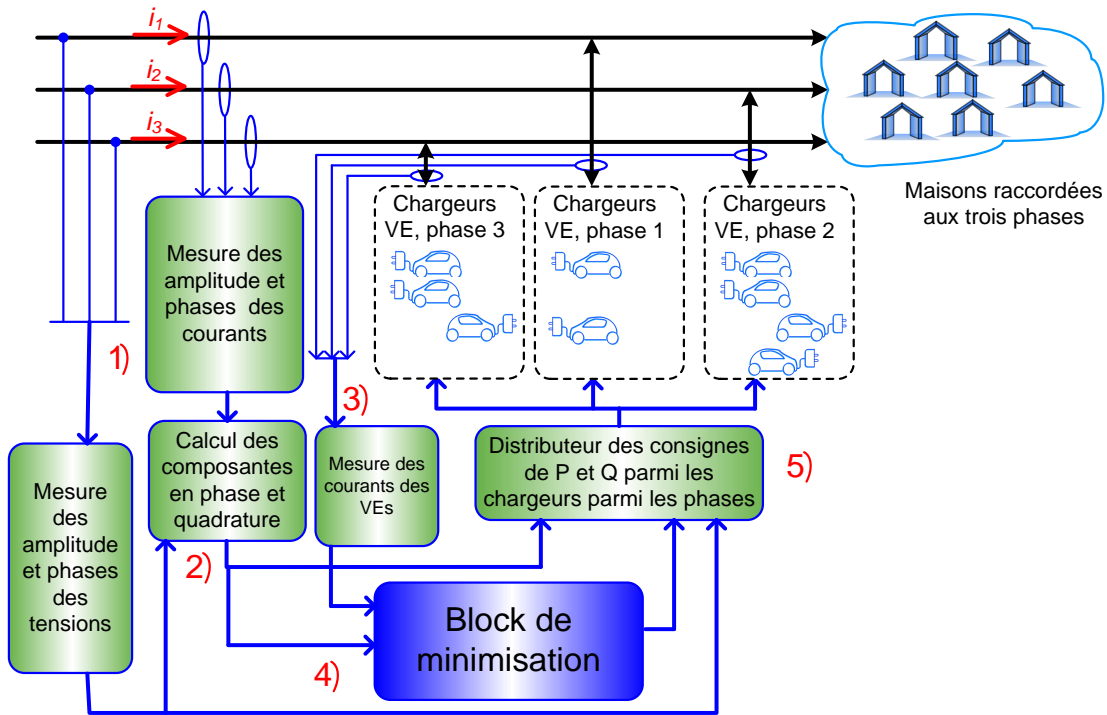 i1
i2
i3
Maisons raccordées
aux trois phases
Chargeurs
VE, phase 3
Chargeurs
VE, phase 1
Chargeurs
VE, phase 2
Mesure des
amplitude et
phases des
courants
1)
3)
Calcul des
composantes
en phase et
quadrature
Mesure des
courants des
VEs
Distributeur des consignes
de P et Q parmi les
chargeurs parmi les phases
5)
Mesure
des
amplitude
et phases
des
tensions
2)
Block de
minimisation
4)